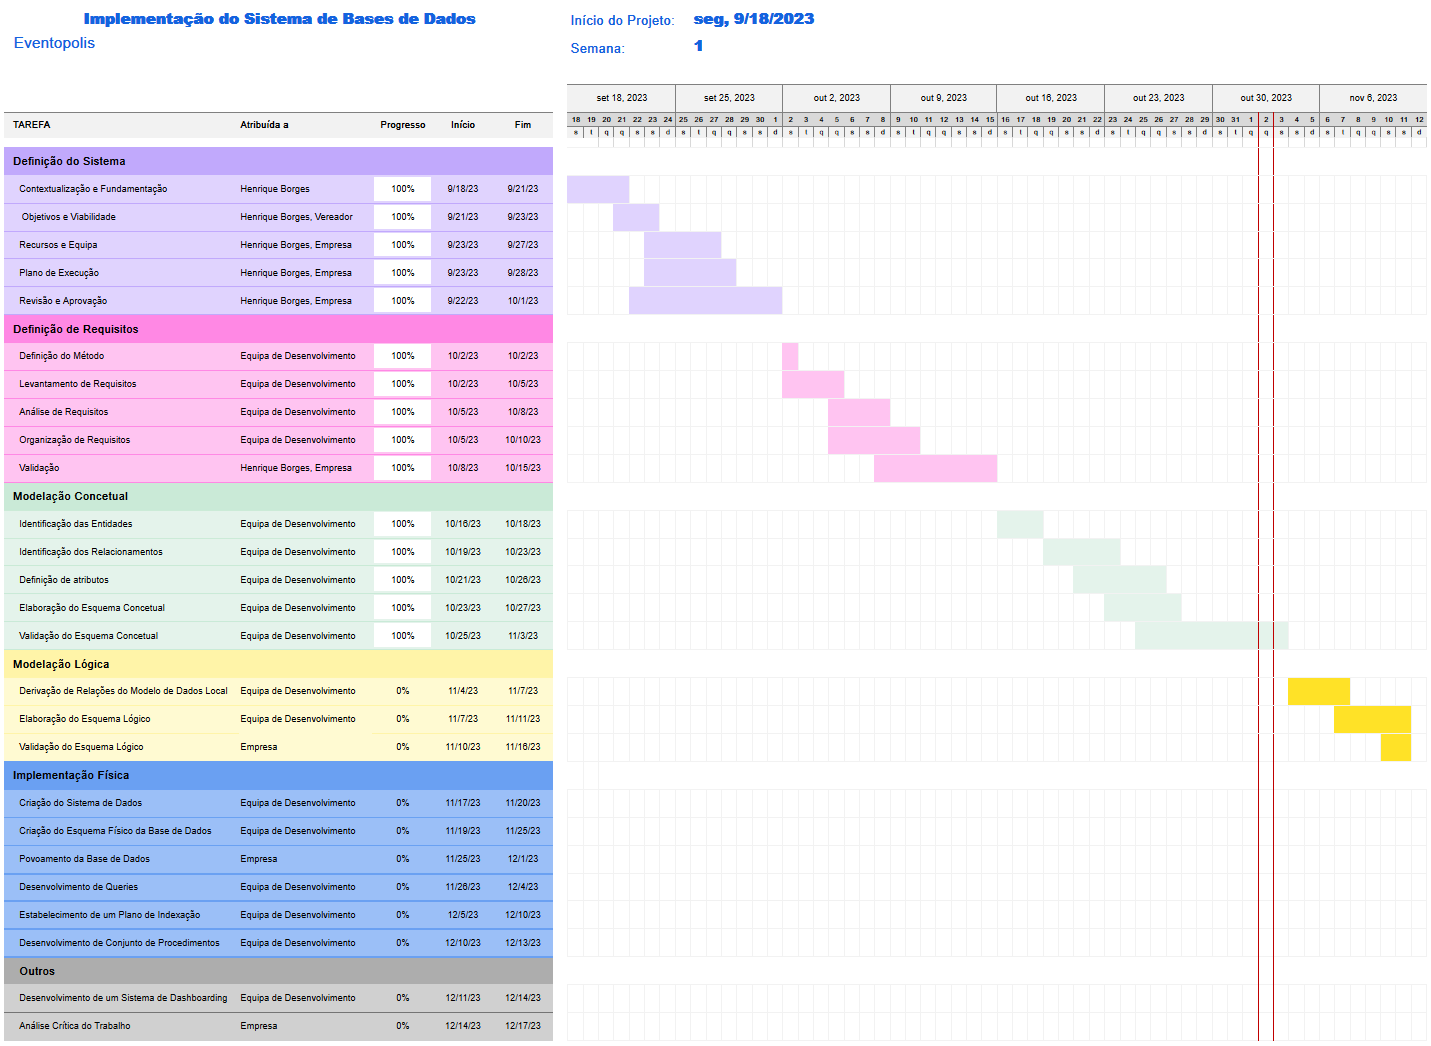 Implementação do Sistema de Bases de Dados
Eventopolis
Início do Projeto: seg, 9/18/2023
Semana: 1
set 18, 2023 set 25, 2023 out 2, 2023 out 9, 2023 out 16, 2023 out 23, 2023 out 30, 2023 nov 6, 2023
18 19 20 21 22 23 24 25 26 27 28 29 30 1 2 3 4 5 6 7 8 9 10 11 12 13 14 15 16 17 18 19 20 21 22 23 24 25 26 27 28 29 30 31 1 2 3 4 5 6 7 8 9 10 11 12
s t q q s s d s t q q s s d s t q q s s d s t q q s s d s t q q s s d s t q q s s d s t q q s s d s t q q s s d
TAREFA Atribuída a Progresso Início Fim
Definição do Sistema
Contextualização e Fundamentação Henrique Borges 100% 9/18/23 9/21/23
Objetivos e Viabilidade Henrique Borges, Vereador 100% 9/21/23 9/23/23
Recursos e Equipa Henrique Borges, Empresa 100% 9/23/23 9/27/23
Plano de Execução Henrique Borges, Empresa 100% 9/23/23 9/28/23
Revisão e Aprovação Henrique Borges, Empresa 100% 9/22/23 10/1/23
Definição de Requisitos
Definição do Método Equipa de Desenvolvimento 100% 10/2/23 10/2/23
Levantamento de Requisitos Equipa de Desenvolvimento 100% 10/2/23 10/5/23
Análise de Requisitos Equipa de Desenvolvimento 100% 10/5/23 10/8/23
Organização de Requisitos Equipa de Desenvolvimento 100% 10/5/23 10/10/23
Validação Henrique Borges, Empresa 100% 10/8/23 10/15/23
Modelação Concetual
Identificação das Entidades Equipa de Desenvolvimento 100% 10/16/23 10/18/23
Identificação dos Relacionamentos Equipa de Desenvolvimento 100% 10/19/23 10/23/23
Definição de atributos Equipa de Desenvolvimento 100% 10/21/23 10/26/23
Elaboração do Esquema Concetual Equipa de Desenvolvimento 100% 10/23/23 10/27/23
Validação do Esquema Concetual Equipa de Desenvolvimento 100% 10/25/23 11/3/23
Modelação Lógica
Derivação de Relações do Modelo de Dados Local Equipa de Desenvolvimento 0% 11/4/23 11/7/23
Elaboração do Esquema Lógico Equipa de Desenvolvimento 0% 11/7/23 11/11/23
Validação do Esquema Lógico Empresa 0% 11/10/23 11/16/23
Implementação Física
Criação do Sistema de Dados Equipa de Desenvolvimento 0% 11/17/23 11/20/23
Criação do Esquema Físico da Base de Dados Equipa de Desenvolvimento 0% 11/19/23 11/25/23
Povoamento da Base de Dados Empresa 0% 11/25/23 12/1/23
Desenvolvimento de Queries Equipa de Desenvolvimento 0% 11/26/23 12/4/23
Estabelecimento de um Plano de Indexação Equipa de Desenvolvimento 0% 12/5/23 12/10/23
Desenvolvimento de Conjunto de Procedimentos Equipa de Desenvolvimento 0% 12/10/23 12/13/23
Outros
Desenvolvimento de um Sistema de Dashboarding Equipa de Desenvolvimento 0% 12/11/23 12/14/23
Análise Crítica do Trabalho Empresa 0% 12/14/23 12/17/23